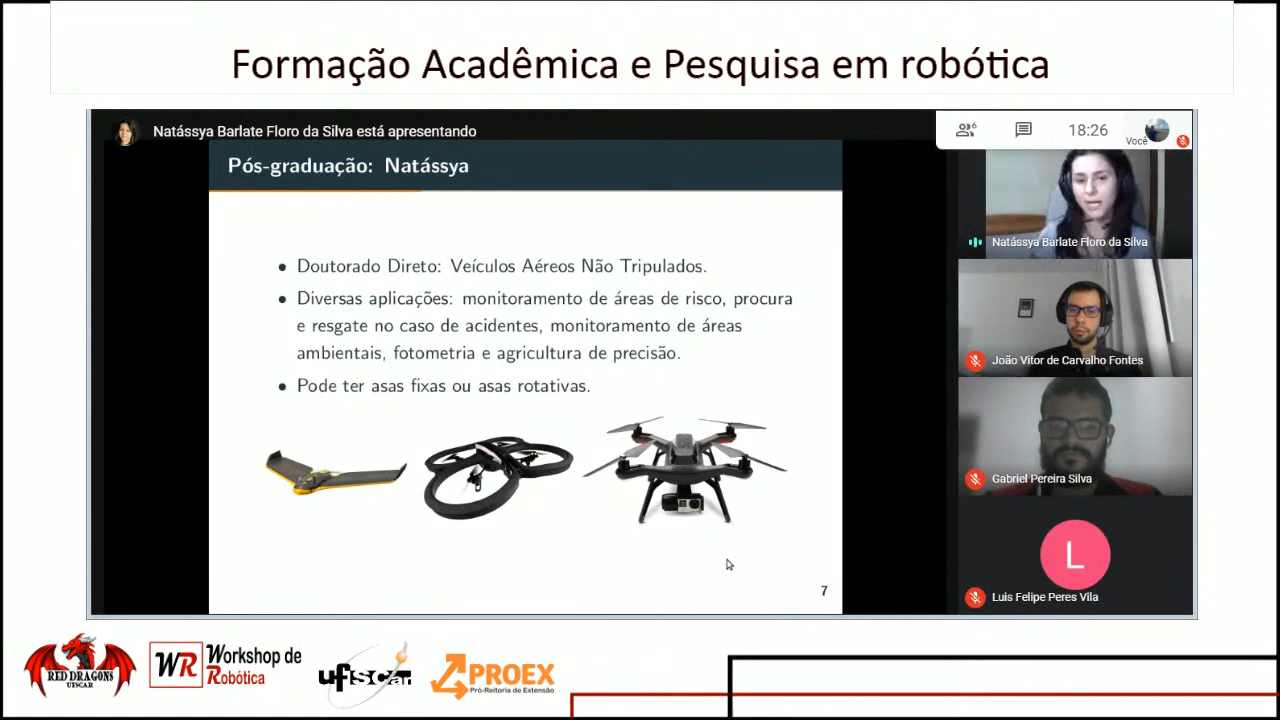 Formação Acadêmica e Pesquisa em robótica
Natássya Barlate Floro da Silva está apresentando
6
18:26
Você
Pós-graduação: Natássya
Natássya Barlate Floro da Silva
• Doutorado Direto: Veículos Aéreos Não Tripulados.
• Diversas aplicações: monitoramento de áreas de risco, procura
e resgate no caso de acidentes, monitoramento de áreas
ambientais, fotometria e agricultura de precisão.
• Pode ter asas fixas ou asas rotativas.
João Vitor de Carvalho Fontes
Gabriel Pereira Silva
L
Luis Felipe Peres Vila
7
RED DRAGONS
UFSCAR
WR Workshop de
Robótica
ufscar
PROEX
Pró-Reitoria de Extensão